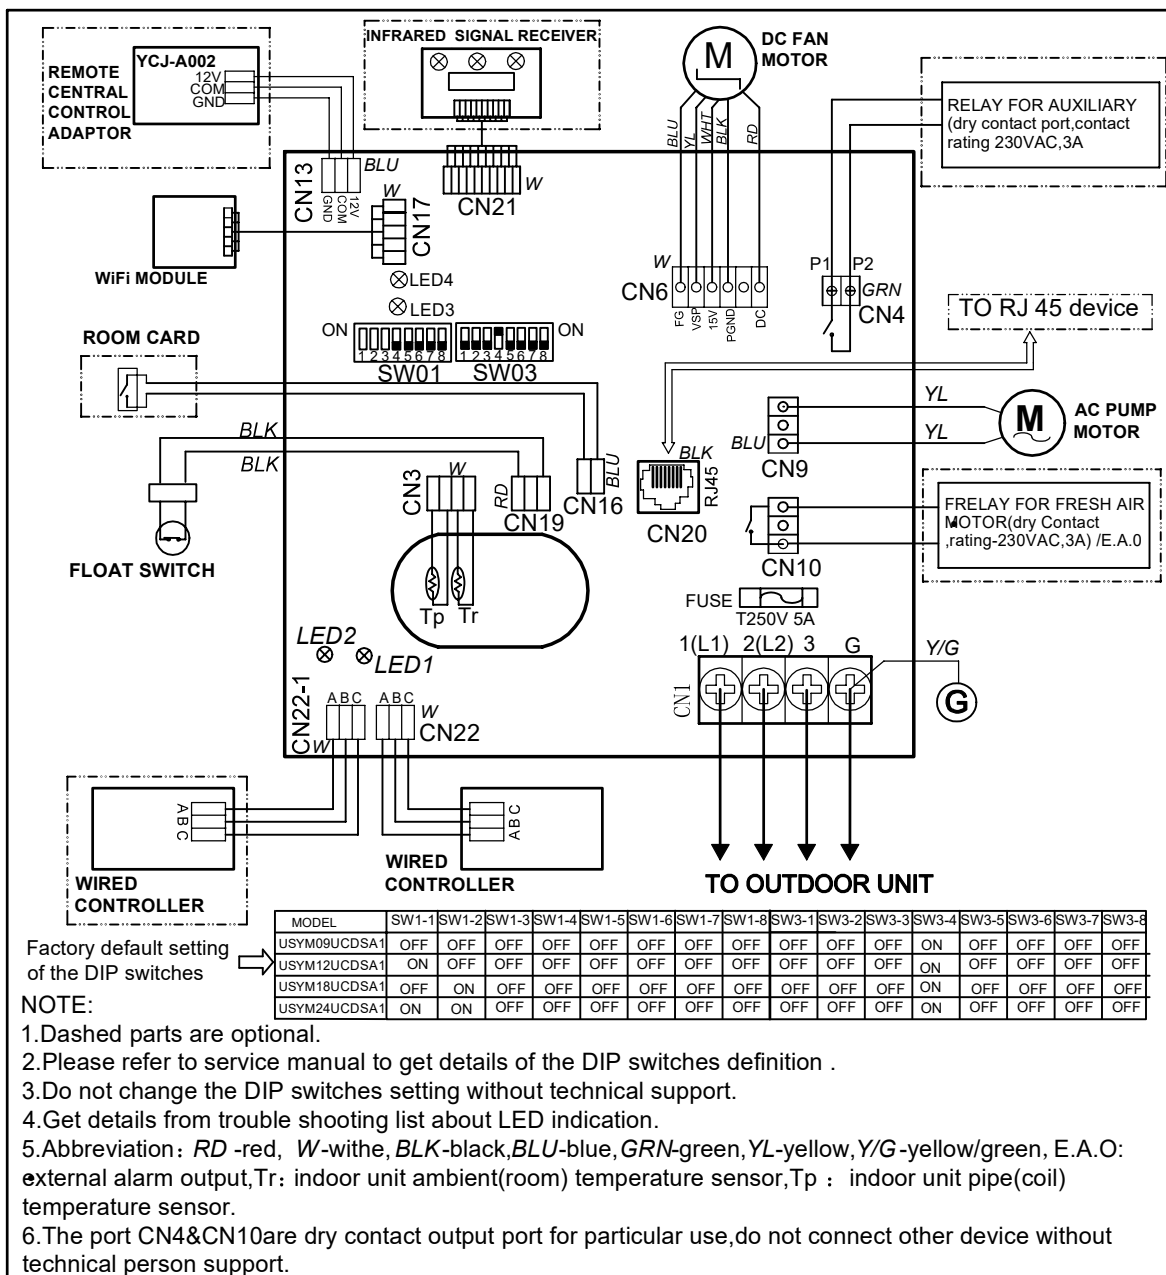 INFRARED SIGNAL RECEIVER
DC FAN
MOTOR
M
YCJ-A002
12V
COM
GND
REMOTE
CENTRAL
CONTROL
ADAPTOR
RELAY FOR AUXILIARY
(dry contact port,contact
rating 230VAC,3A
BLU
YL
WHT
BLK
RD
CN13
BLU
GND
COM
12V
W
CN17
CN21
W
WiFi MODULE
LED4
LED3
W
CN6
FG
VSP
15V
PGND
DC
P1 P2
GRN
CN4
TO RJ 45 device
ROOM CARD
ON
1 2 3 4 5 6 7 8
SW01
1 2 3 4 5 6 7 8
ON
SW03
YL
M
AC PUMP
MOTOR
YL
BLU
CN9
BLK
BLK
CN3
W
RD
CN19
BLU
CN16
BLK
RJ45
CN20
CN10
FRELAY FOR FRESH AIR
MOTOR(dry Contact
,rating-230VAC,3A) /E.A.0
FLOAT SWITCH
Tp Tr
FUSE
T250V 5A
LED2
LED1
1(L1) 2(L2) 3 G
Y/G
CN1
G
CN22-1
A B C
W
A B C
W
CN22
A B C
WIRED
CONTROLLER
A B C
WIRED
CONTROLLER
TO OUTDOOR UNIT
MODEL SW1-1 SW1-2 SW1-3 SW1-4 SW1-5 SW1-6 SW1-7 SW1-8 SW3-1 SW3-2 SW3-3 SW3-4 SW3-5 SW3-6 SW3-7 SW3-8
USYM09UCDSA1 OFF OFF OFF OFF OFF OFF OFF OFF OFF OFF OFF ON OFF OFF OFF OFF
USYM12UCDSA1 ON OFF OFF OFF OFF OFF OFF OFF OFF OFF OFF ON OFF OFF OFF OFF
USYM18UCDSA1 OFF ON OFF OFF OFF OFF OFF OFF OFF OFF OFF ON OFF OFF OFF OFF
USYM24UCDSA1 ON ON OFF OFF OFF OFF OFF OFF OFF OFF OFF ON OFF OFF OFF OFF
Factory default setting
of the DIP switches
NOTE:
1.Dashed parts are optional.
2.Please refer to service manual to get details of the DIP switches definition .
3.Do not change the DIP switches setting without technical support.
4.Get details from trouble shooting list about LED indication.
5.Abbreviation：RD -red, W-withe,BLK-black,BLU-blue,GRN-green,YL-yellow,Y/G-yellow/green, E.A.O:
external alarm output,Tr：indoor unit ambient(room) temperature sensor,Tp ：indoor unit pipe(coil)
temperature sensor.
6.The port CN4&CN10are dry contact output port for particular use,do not connect other device without
technical person support.